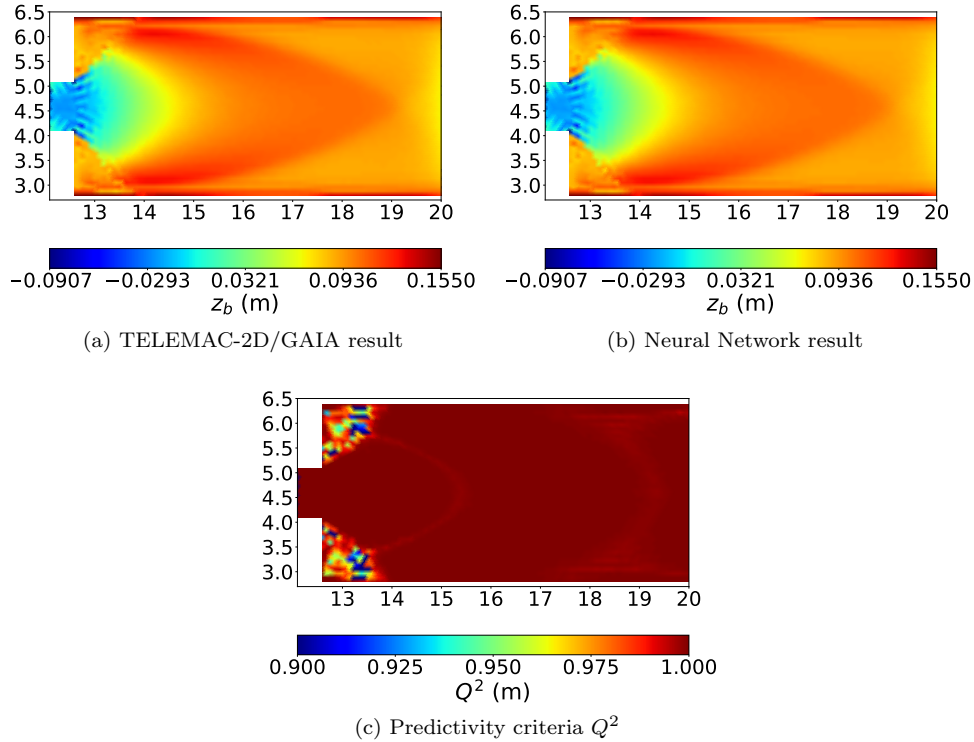 6.5
6.0
5.5
5.0
4.5
4.0
3.5
3.0
13 14 15 16 17 18 19 20
−0.0907 −0.0293 0.0321 0.0936 0.1550
z_b (m)
(a) TELEMAC-2D/GAIA result
6.5
6.0
5.5
5.0
4.5
4.0
3.5
3.0
13 14 15 16 17 18 19 20
−0.0907 −0.0293 0.0321 0.0936 0.1550
z_b (m)
(b) Neural Network result
6.5
6.0
5.5
5.0
4.5
4.0
3.5
3.0
13 14 15 16 17 18 19 20
0.900 0.925 0.950 0.975 1.000
Q² (m)
(c) Predictivity criteria Q²